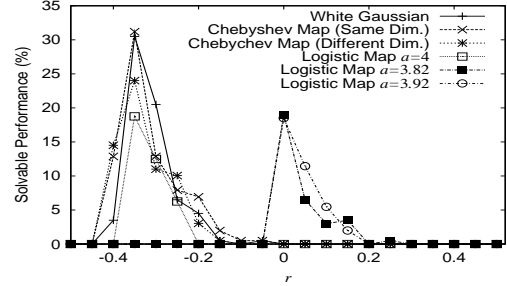 35
30
25
20
15
10
5
0
Solvable Performance (%)
White Gaussian
Chebyshev Map (Same Dim.)
Chebychev Map (Different Dim.)
Logistic Map a=4
Logistic Map a=3.82
Logistic Map a=3.92
-0.4 -0.2 0 0.2 0.4
r